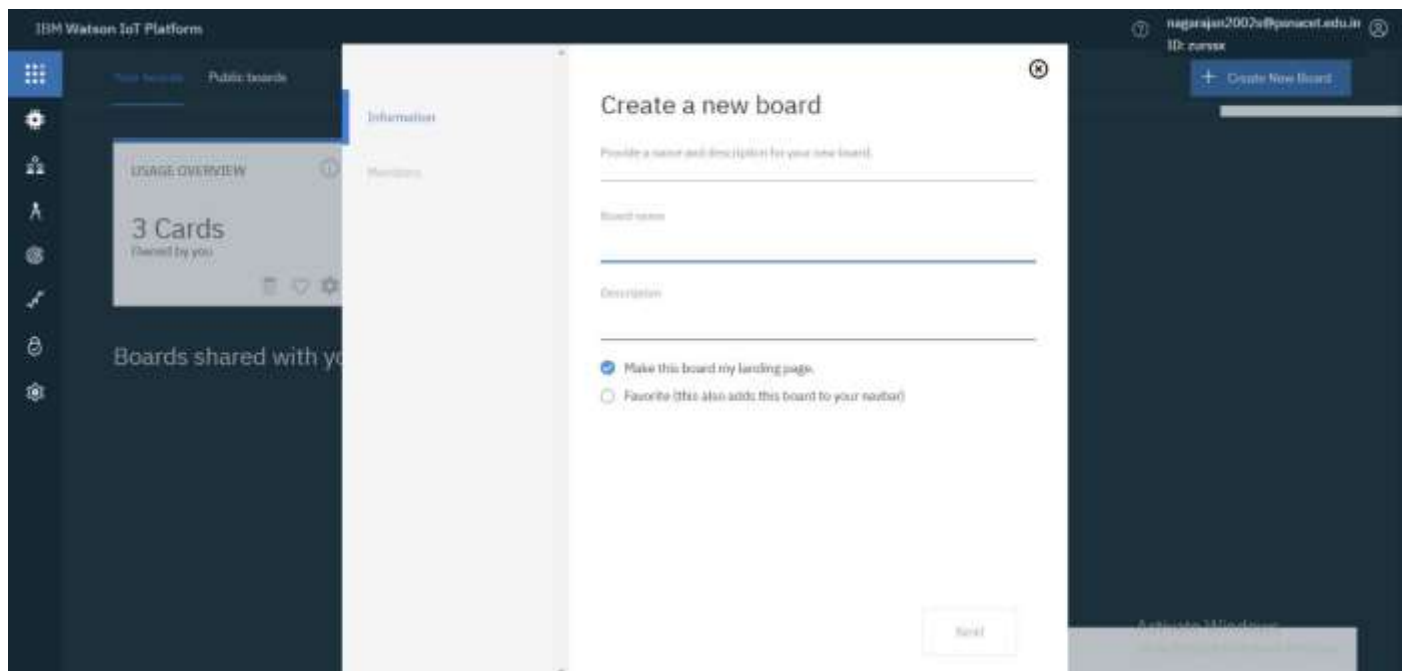 IBM Watson IoT Platform
ID: zurssx
Your boards
Public boards
+ Create New Board
USAGE OVERVIEW
3 Cards
Owned by you
Boards shared with yo
Information
Members
Create a new board
Provide a name and description for your new board.
Board name
Description
Make this board my landing page.
Favorite (this also adds this board to your navbar)
Next
Activate Windows